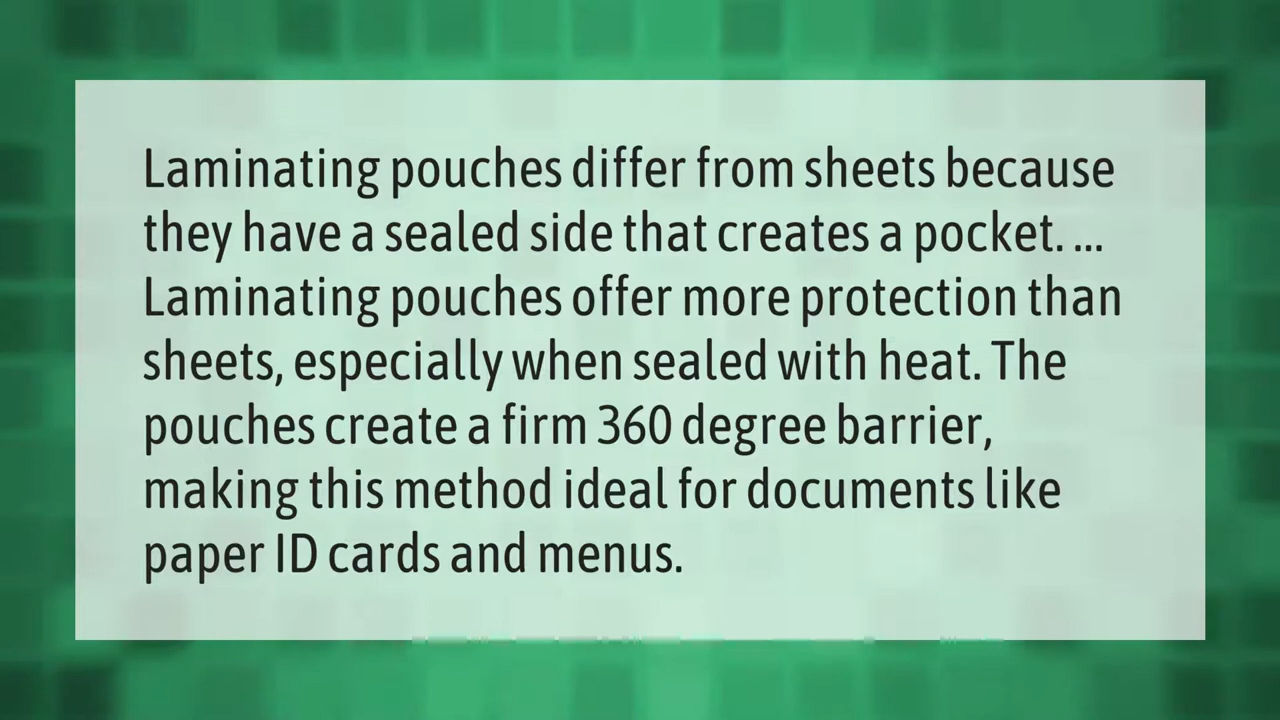 Laminating pouches differ from sheets because
they have a sealed side that creates a pocket. ...
Laminating pouches offer more protection than
sheets, especially when sealed with heat. The
pouches create a firm 360 degree barrier,
making this method ideal for documents like
paper ID cards and menus.